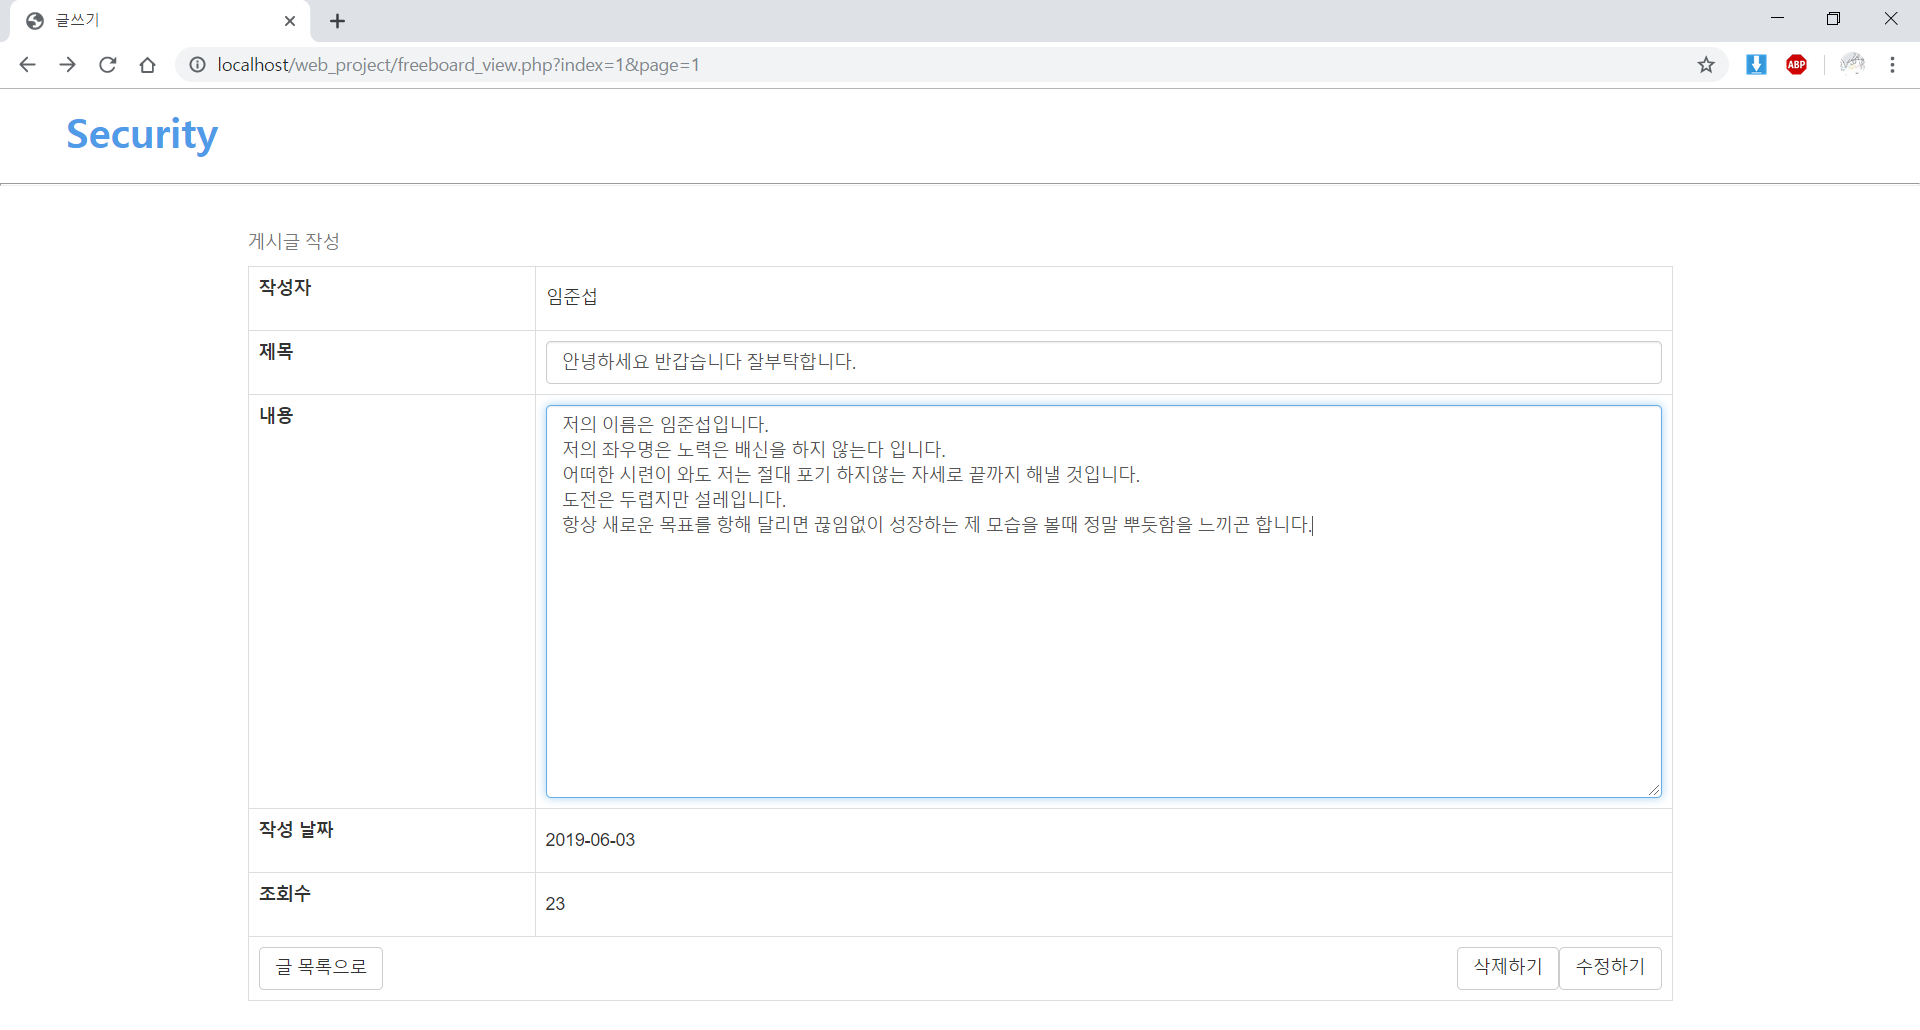 글쓰기
localhost/web_project/freeboard_view.php?index=1&page=1
ABP
Security
게시글 작성
작성자
임준섭
제목
안녕하세요 반갑습니다 잘부탁합니다.
내용
저의 이름은 임준섭입니다.
저의 좌우명은 노력은 배신을 하지 않는다 입니다.
어떠한 시련이 와도 저는 절대 포기 하지않는 자세로 끝까지 해낼 것입니다.
도전은 두렵지만 설레입니다.
항상 새로운 목표를 항해 달리면 끊임없이 성장하는 제 모습을 볼때 정말 뿌듯함을 느끼곤 합니다.
작성 날짜
2019-06-03
조회수
23
글 목록으로
삭제하기
수정하기